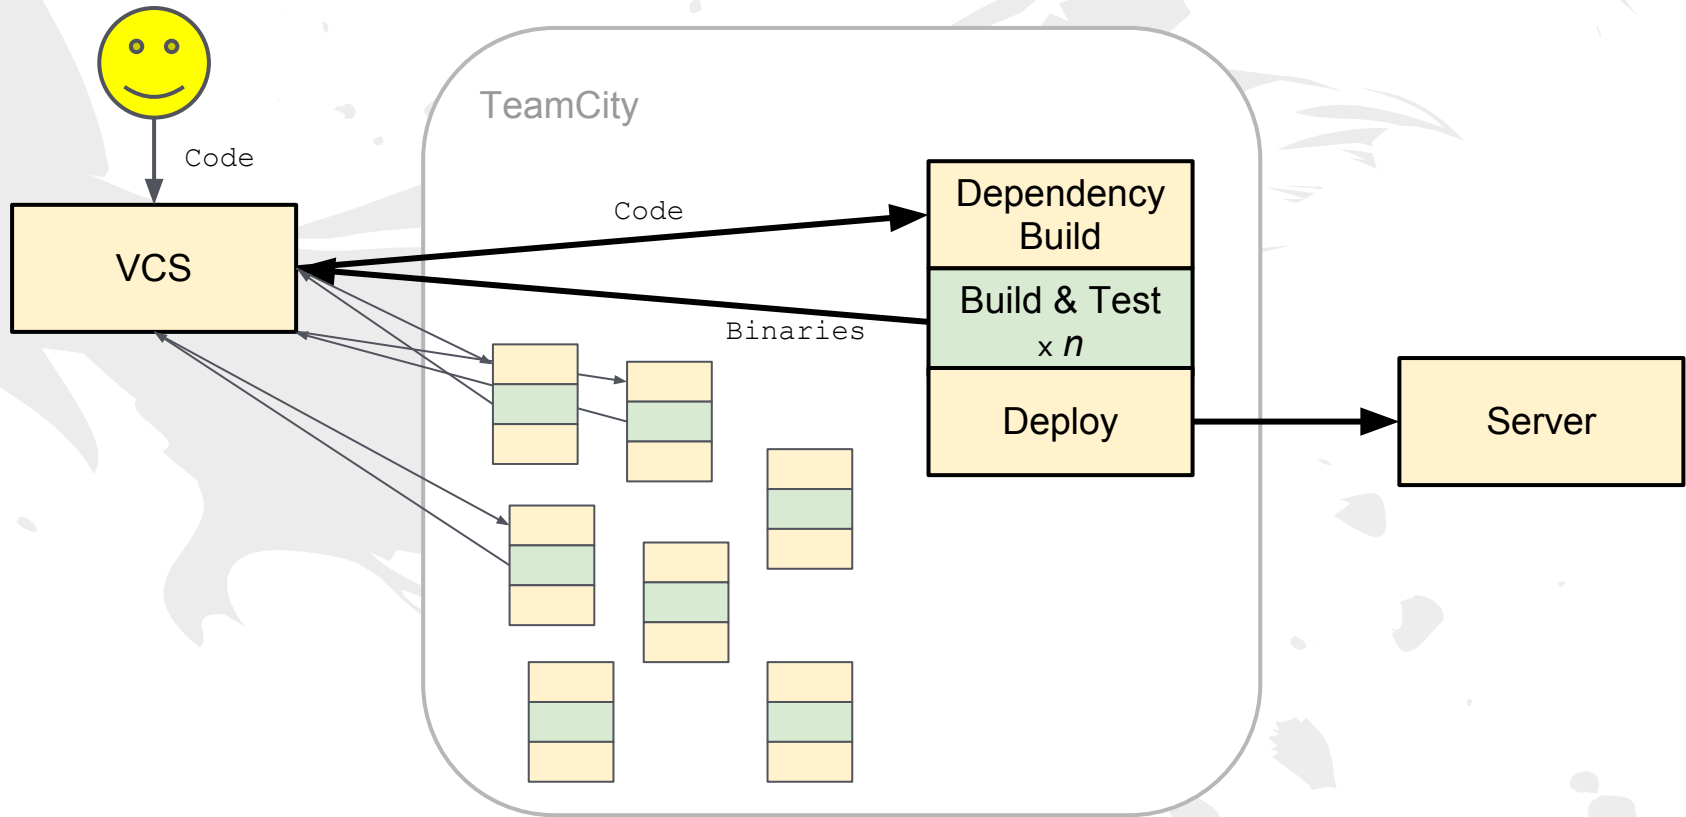 TeamCity
Code
Code
VCS
Dependency
Build
Build & Test
x n
Binaries
Deploy
Server